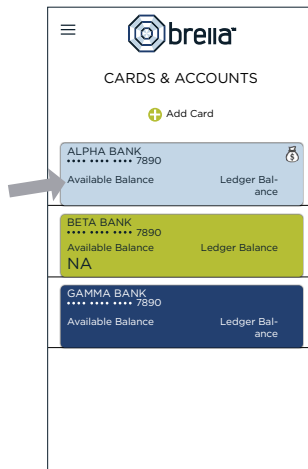 brella
CARDS & ACCOUNTS
Add Card
ALPHA BANK
•••• •••• •••• 7890
Available Balance
Ledger Bal-
ance
BETA BANK
•••• •••• •••• 7890
Available Balance
Ledger Balance
NA
GAMMA BANK
•••• •••• •••• 7890
Available Balance
Ledger Bal-
ance